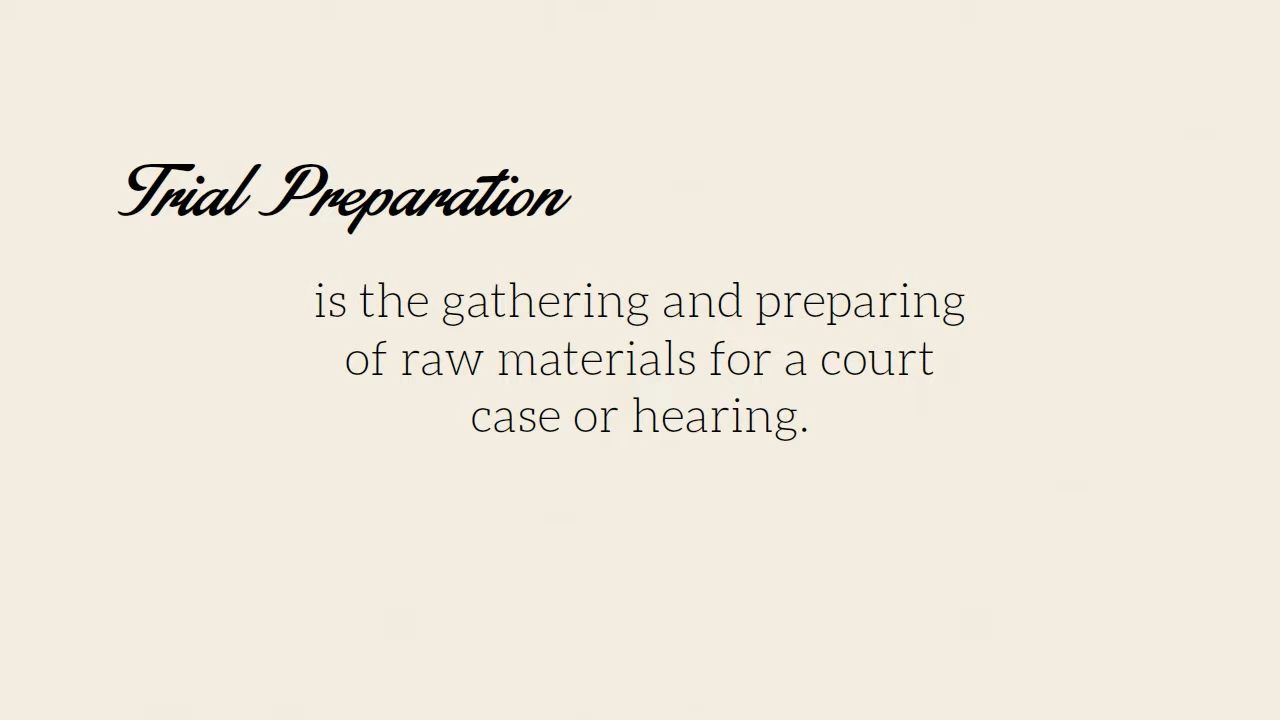 Trial Preparation
is the gathering and preparing
of raw materials for a court
case or hearing.